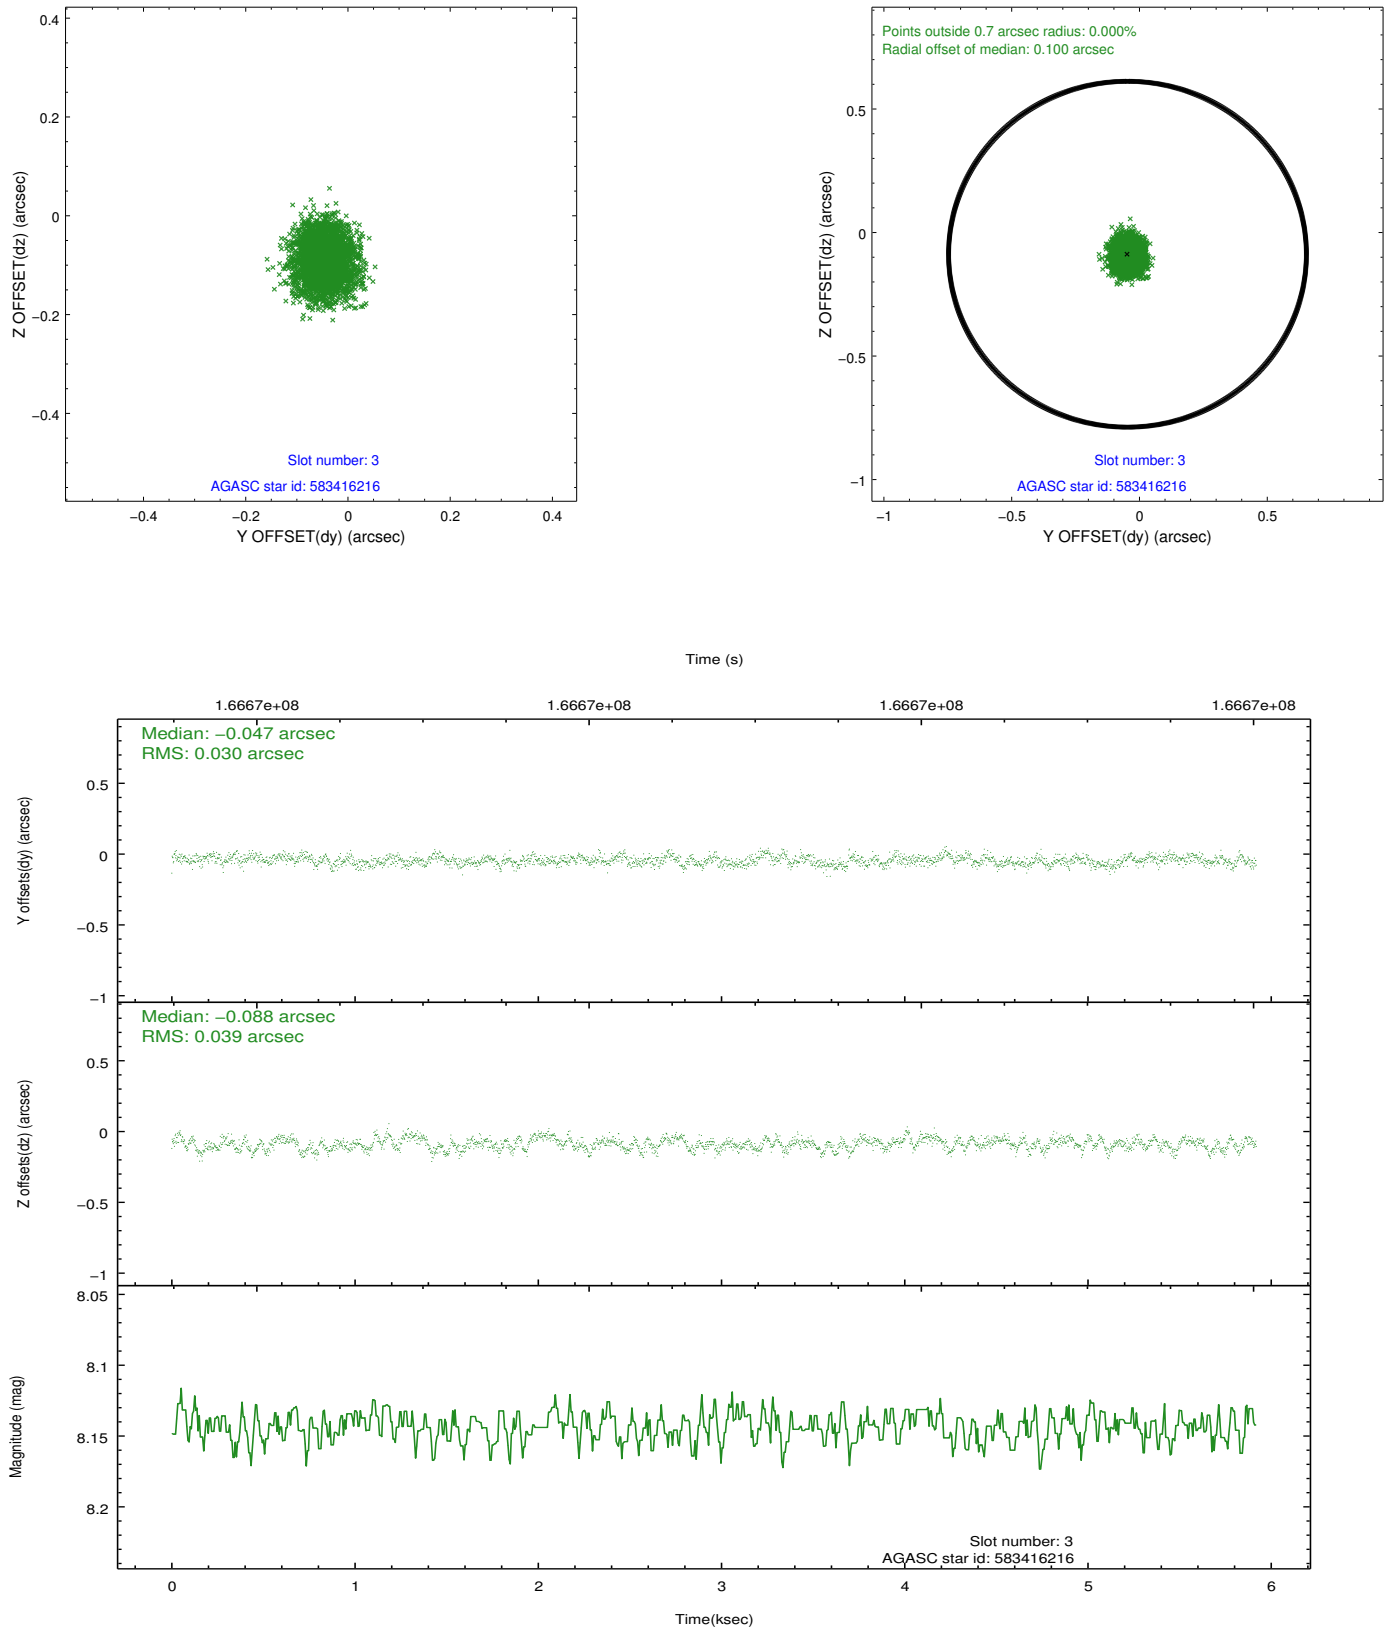 0.4
0.2
0
−0.2
−0.4
Z OFFSET(dz) (arcsec)
Slot number: 3
AGASC star id: 583416216
−0.4 −0.2 0 0.2 0.4
Y OFFSET(dy) (arcsec)
Points outside 0.7 arcsec radius: 0.000%
Radial offset of median: 0.100 arcsec
0.5
0
−0.5
−1
Z OFFSET(dz) (arcsec)
Slot number: 3
AGASC star id: 583416216
−1 −0.5 0 0.5
Y OFFSET(dy) (arcsec)
Time (s)
1.6667e+08 1.6667e+08 1.6667e+08 1.6667e+08
Median: −0.047 arcsec
RMS: 0.030 arcsec
0.5
0
−0.5
−1
Y offsets(dy) (arcsec)
Median: −0.088 arcsec
RMS: 0.039 arcsec
0.5
0
−0.5
−1
Z offsets(dz) (arcsec)
8.05
8.1
8.15
8.2
Magnitude (mag)
Slot number: 3
AGASC star id: 583416216
0 1 2 3 4 5 6
Time(ksec)